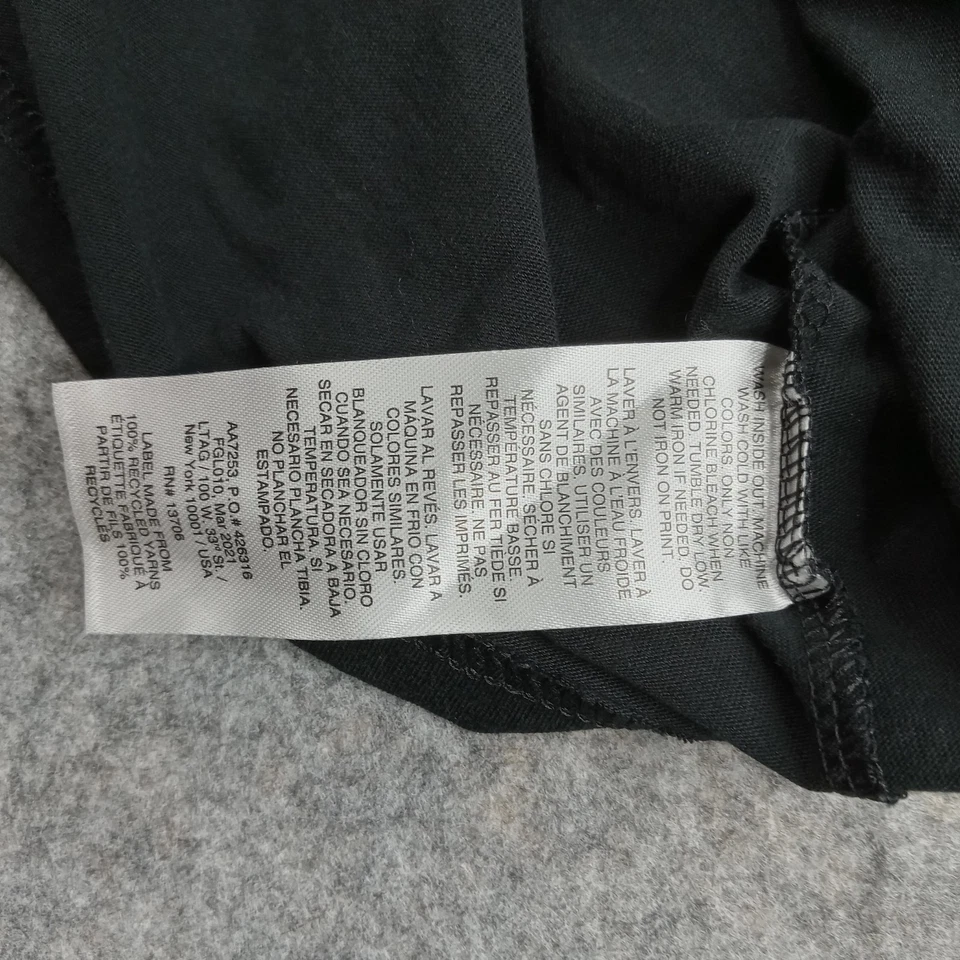 WASH INSIDE OUT. MACHINE
WASH COLD WITH LIKE
COLORS. ONLY NON
CHLORINE BLEACH WHEN
NEEDED. TUMBLE DRY LOW.
WARM IRON IF NEEDED. DO
NOT IRON ON PRINT.
LAVER À L'ENVERS. LAVER À
LA MACHINE À L'EAU FROIDE
AVEC DES COULEURS
SIMILAIRES. UTILISER UN
AGENT DE BLANCHIMENT
SANS CHLORE SI
NÉCESSAIRE. SÉCHER À
TEMPÉRATURE BASSE.
REPASSER AU FER TIÈDE SI
NÉCESSAIRE. NE PAS
REPASSER LES IMPRIMÉS.
LAVAR AL REVÉS. LAVAR A
MÁQUINA EN FRÍO CON
COLORES SIMILARES.
SOLAMENTE USAR
BLANQUEADOR SIN CLORO
CUANDO SEA NECESARIO.
SECAR EN SECADORA A BAJA
TEMPERATURA. SI
NECESARIO PLANCHA TIBIA.
NO PLANCHAR EL
ESTAMPADO.
AA7253, P.O.# 426316
FGL010, Mar 2021
LTAG / 100 W. 33rd St. /
New York 10001 / USA
RN# 13706
LABEL MADE FROM
100% RECYCLED YARNS
ÉTIQUETTE FABRIQUÉE À
PARTIR DE FILS 100%
RECYCLÉS